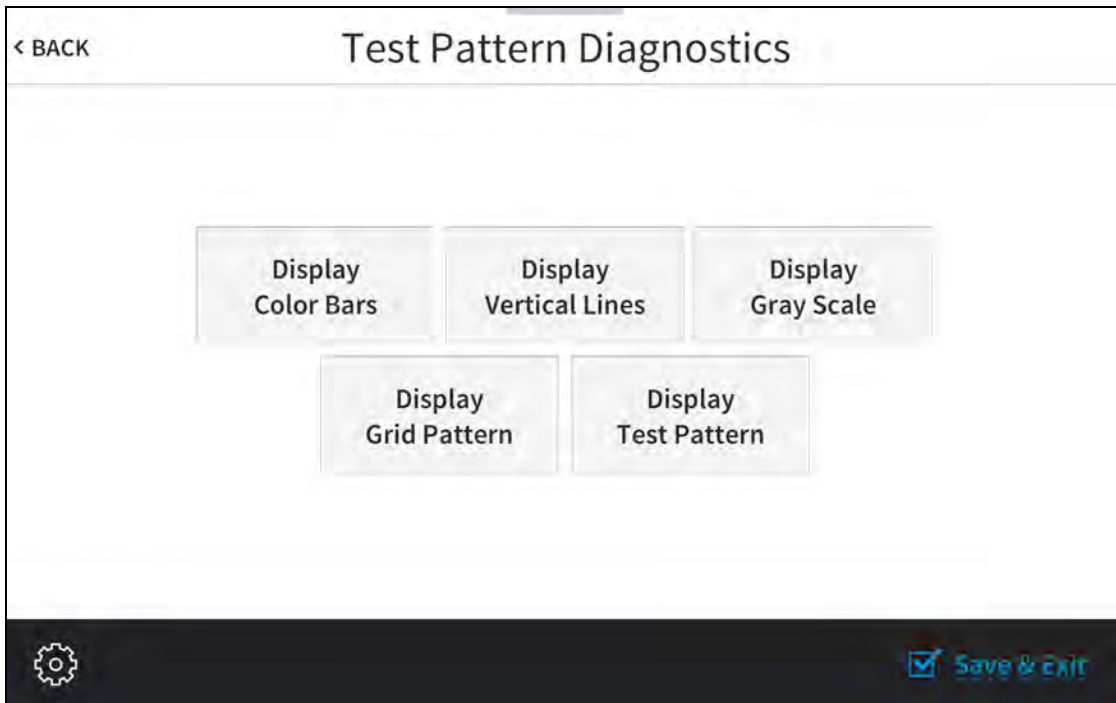 < BACK
Test Pattern Diagnostics
Display
Color Bars
Display
Vertical Lines
Display
Gray Scale
Display
Grid Pattern
Display
Test Pattern
Save & Exit